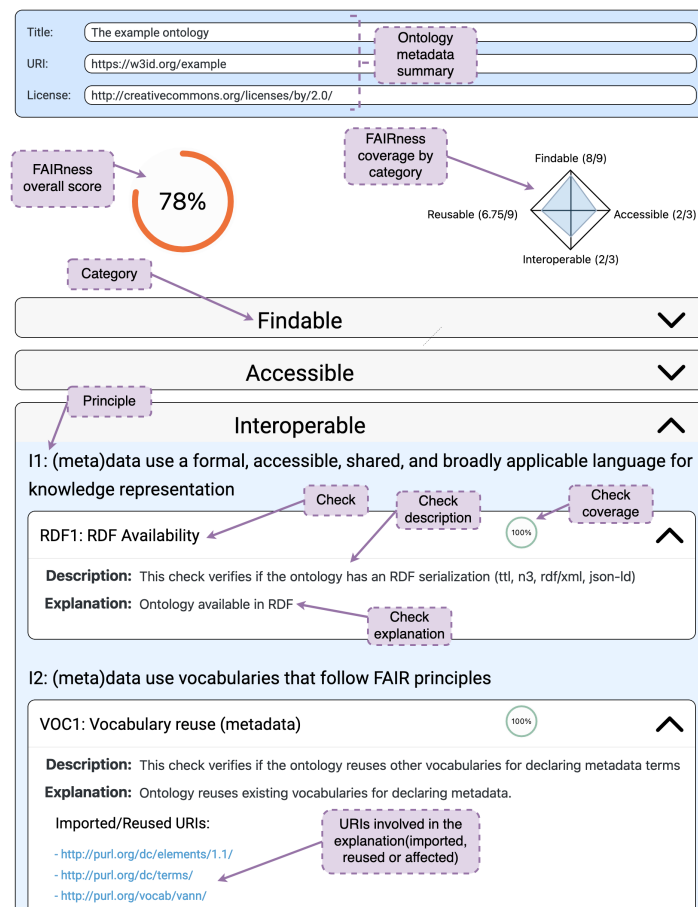 Title:
The example ontology
URI:
https://w3id.org/example
License:
http://creativecommons.org/licenses/by/2.0/
Ontology
metadata
summary
FAIRness
overall score
78%
FAIRness
coverage by
category
Findable (8/9)
Reusable (6.75/9)
Accessible (2/3)
Interoperable (2/3)
Category
Findable
Accessible
Principle
Interoperable
I1: (meta)data use a formal, accessible, shared, and broadly applicable language for
knowledge representation
Check
Check
description
Check
coverage
RDF1: RDF Availability
100%
Description: This check verifies if the ontology has an RDF serialization (ttl, n3, rdf/xml, json-ld)
Explanation: Ontology available in RDF
Check
explanation
I2: (meta)data use vocabularies that follow FAIR principles
VOC1: Vocabulary reuse (metadata)
100%
Description: This check verifies if the ontology reuses other vocabularies for declaring metadata terms
Explanation: Ontology reuses existing vocabularies for declaring metadata.
Imported/Reused URIs:
URIs involved in the
explanation(imported,
reused or affected)
- http://purl.org/dc/elements/1.1/
- http://purl.org/dc/terms/
- http://purl.org/vocab/vann/